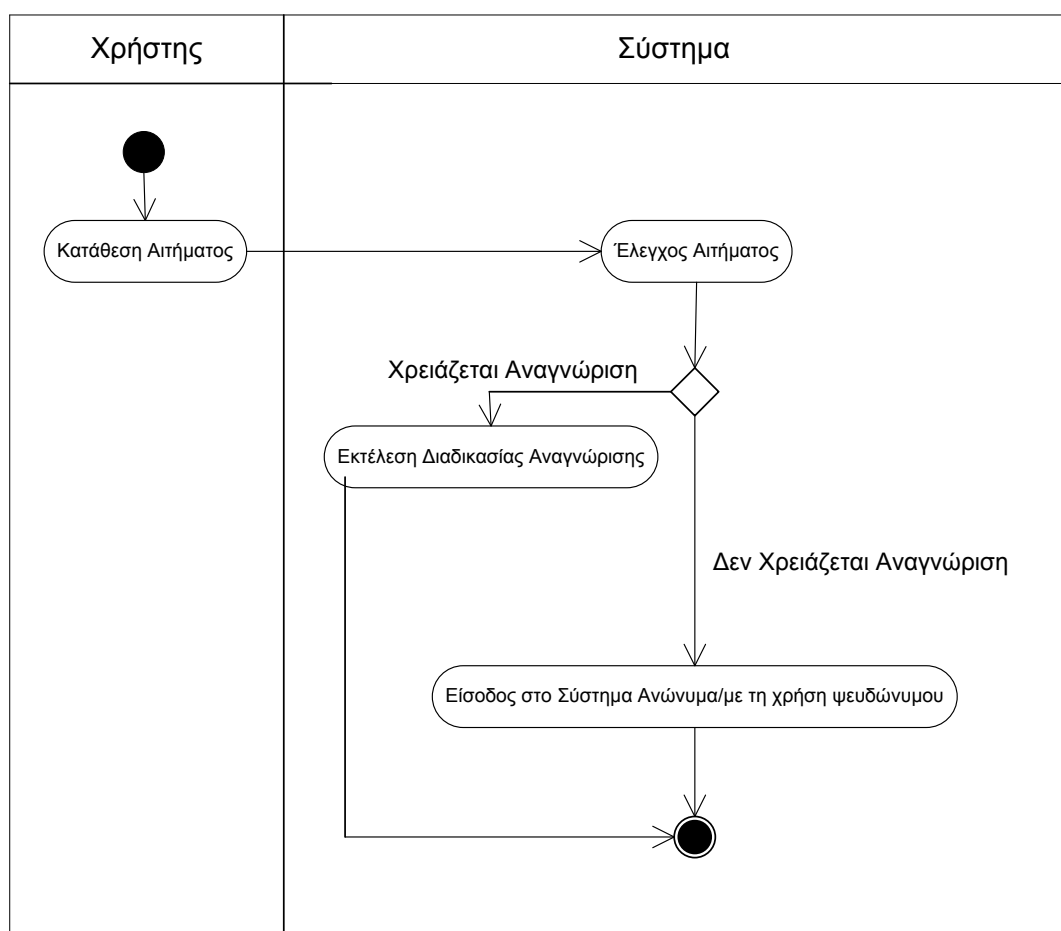 Χρήστης
Σύστημα
Κατάθεση Αιτήματος
Έλεγχος Αιτήματος
Χρειάζεται Αναγνώριση
Εκτέλεση Διαδικασίας Αναγνώρισης
Δεν Χρειάζεται Αναγνώριση
Είσοδος στο Σύστημα Ανώνυμα/με τη χρήση ψευδώνυμου